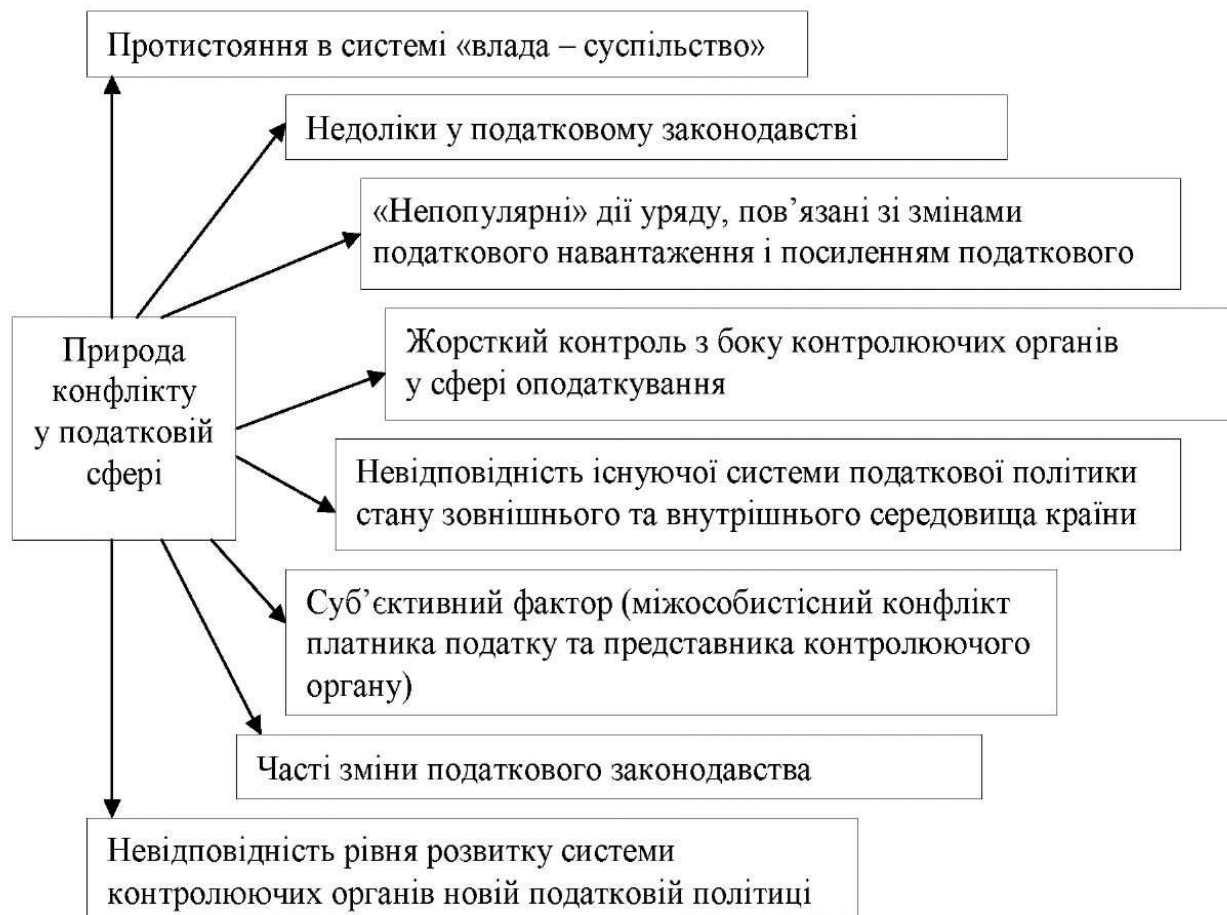 Протистояння в системі «влада – суспільство»
Недоліки у податковому законодавстві
«Непопулярні» дії уряду, пов’язані зі змінами
податкового навантаження і посиленням податкового
Природа
конфлікту
у податковій
сфері
Жорсткий контроль з боку контролюючих органів
у сфері оподаткування
Невідповідність існуючої системи податкової політики
стану зовнішнього та внутрішнього середовища країни
Суб’єктивний фактор (міжособистісний конфлікт
платника податку та представника контролюючого
органу)
Часті зміни податкового законодавства
Невідповідність рівня розвитку системи
контролюючих органів новій податковій політиці